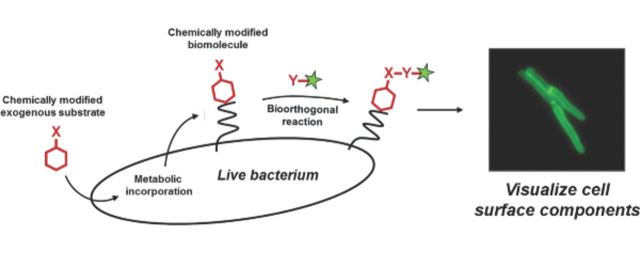 Chemically modified
exogenous substrate
X
Metabolic
incorporation
Live bacterium
Chemically modified
biomolecule
X
Y
Bioorthogonal
reaction
X-Y
Visualize cell
surface components